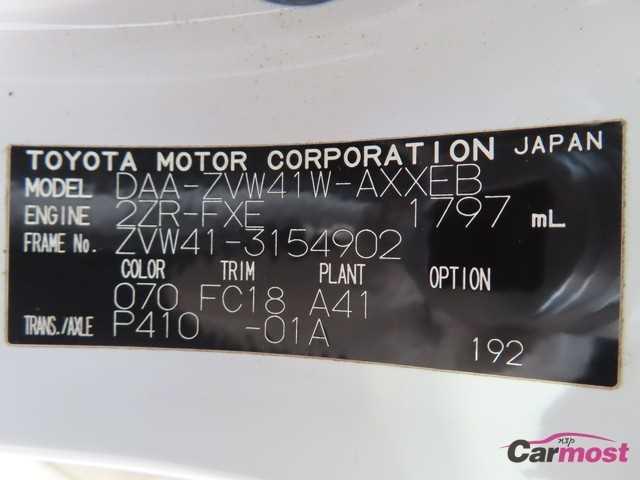 TOYOTA MOTOR CORPORATION JAPAN
MODEL DAA-ZVW41W-AXXEB
ENGINE 2ZR-FXE 1797 mL
FRAME No. ZVW41-3154902
COLOR TRIM PLANT OPTION
070 FC18 A41
TRANS./AXLE P410 -01A
192
nxp
Carmost